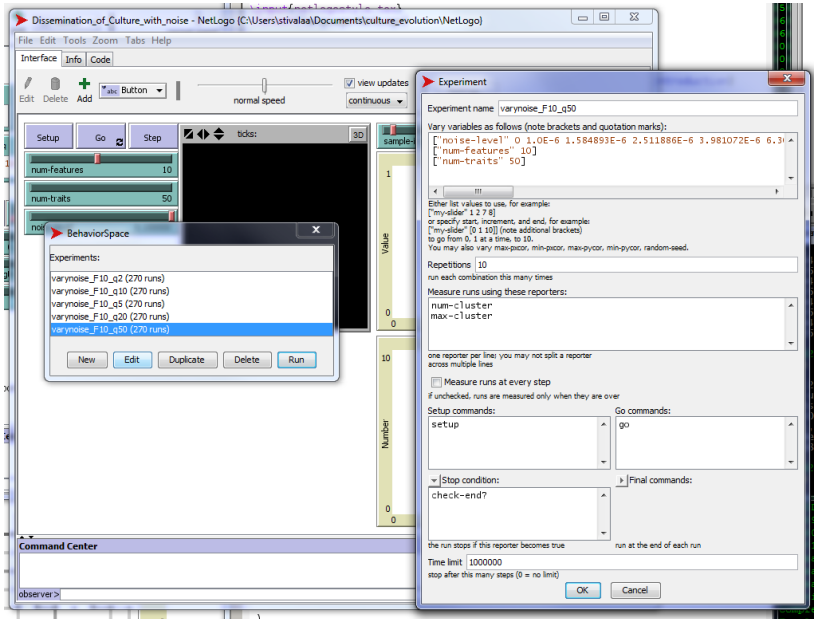 \input{netlogostyle.tex}
Dissemination_of_Culture_with_noise - NetLogo {C:\Users\stivalaa\Documents\culture_evolution\NetLogo}
File Edit Tools Zoom Tabs Help
Interface Info Code
Edit Delete Add
abc Button
normal speed
view updates
continuous
Setup
Go
Step
ticks:
3D
num-features 10
num-traits 50
1
Value
0
0
10
Number
0
0
BehaviorSpace
x
Experiments:
varynoise_F10_q2 (270 runs)
varynoise_F10_q10 (270 runs)
varynoise_F10_q5 (270 runs)
varynoise_F10_q20 (270 runs)
varynoise_F10_q50 (270 runs)
New Edit Duplicate Delete Run
Command Center
observer>
Experiment
x
Experiment name varynoise_F10_q50
Vary variables as follows (note brackets and quotation marks):
["noise-level" 0 1.0E-6 1.584893E-6 2.511886E-6 3.981072E-6
["num-features" 10]
["num-traits" 50]
Either list values to use, for example:
["my-slider" 1 2 7 8]
or specify start, increment, and end, for example:
["my-slider" [0 1 10]] (note additional brackets)
to go from 0, 1 at a time, to 10.
You may also vary max-pxcor, min-pxcor, max-pycor, min-pycor, random-seed.
Repetitions 10
run each combination this many times
Measure runs using these reporters:
num-cluster
max-cluster
one reporter per line; you may not split a reporter
across multiple lines
Measure runs at every step
if unchecked, runs are measured only when they are over
Setup commands:
setup
Go commands:
go
Stop condition:
check-end?
the run stops if this reporter becomes true
Final commands:
run at the end of each run
Time limit 1000000
stop after this many steps (0 = no limit)
OK Cancel